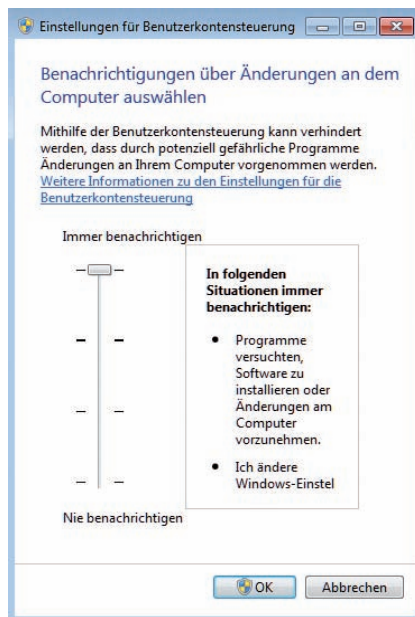 Einstellungen für Benutzerkontensteuerung
Benachrichtigungen über Änderungen an dem
Computer auswählen
Mithilfe der Benutzerkontensteuerung kann verhindert
werden, dass durch potenziell gefährliche Programme
Änderungen an Ihrem Computer vorgenommen werden.
Weitere Informationen zu den Einstellungen für die
Benutzerkontensteuerung
Immer benachrichtigen
In folgenden
Situationen immer
benachrichtigen:
• Programme
versuchten,
Software zu
installieren oder
Änderungen am
Computer
vorzunehmen.
• Ich ändere
Windows-Einstel
Nie benachrichtigen
OK
Abbrechen